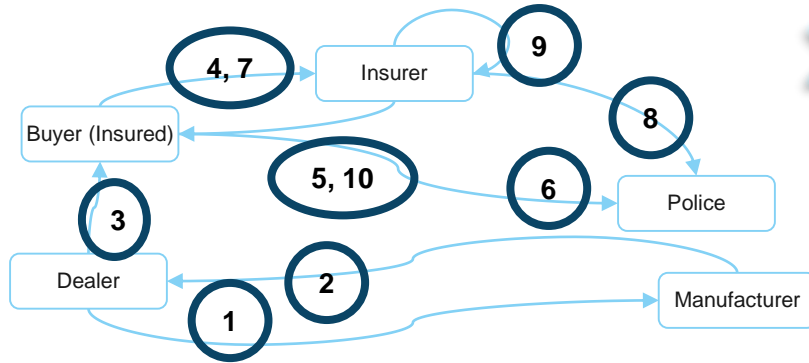 9
4, 7
Insurer
8
Buyer (Insured)
5, 10
6
Police
3
Dealer
2
Manufacturer
1